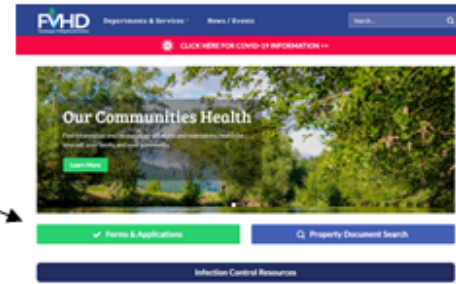 FVHD Departments & Services News / Events Search...
CLICK HERE FOR COVID-19 INFORMATION >>
Our Communities Health
Learn More
✓ Forms & Applications Property Document Search
Infection Control Resources